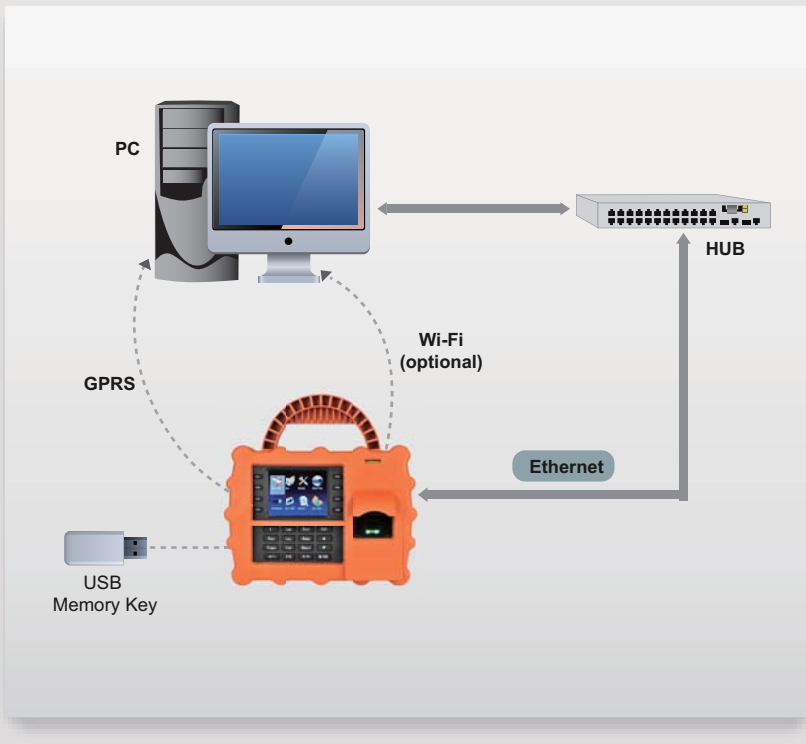 PC
HUB
Wi-Fi
(optional)
GPRS
Ethernet
USB
Memory Key